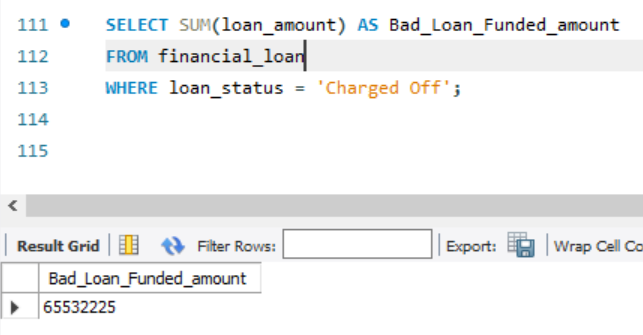 111 SELECT SUM(loan_amount) AS Bad_Loan_Funded_amount
112 FROM financial_loan
113 WHERE loan_status = 'Charged Off';
114
115
Result Grid Filter Rows: Export: Wrap Cell Co
Bad_Loan_Funded_amount
65532225